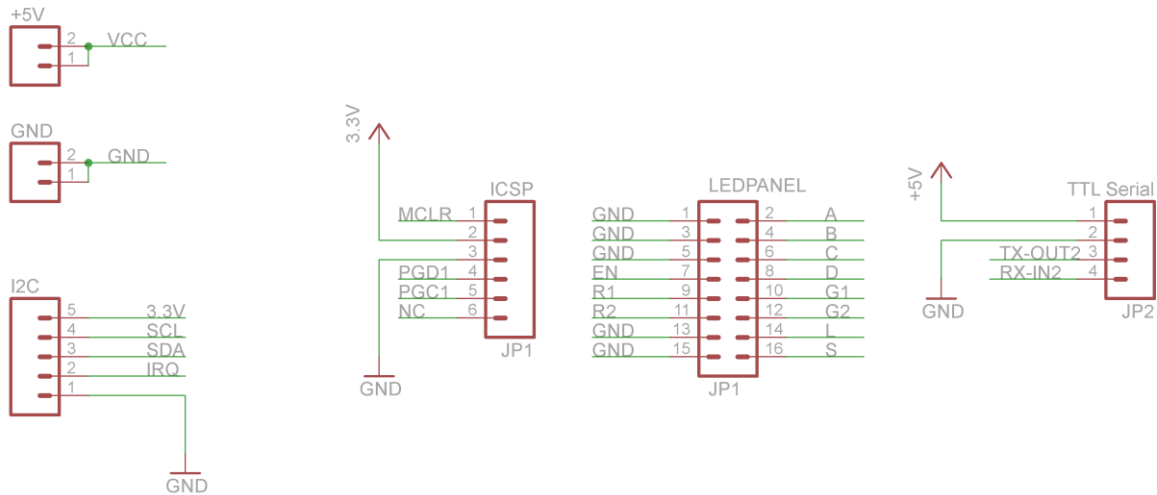 +5V
2 VCC
1
GND
2 GND
1
I2C
5 3.3V
4 SCL
3 SDA
2 IRQ
1
GND
3.3V
ICSP
MCLR 1
2
3
PGD1 4
PGC1 5
NC 6
JP1
GND
LEDPANEL
GND 1 2 A
GND 3 4 B
GND 5 6 C
EN 7 8 D
R1 9 10 G1
R2 11 12 G2
GND 13 14 L
GND 15 16 S
JP1
+5V
TTL Serial
1
2
TX-OUT2 3
RX-IN2 4
GND
JP2